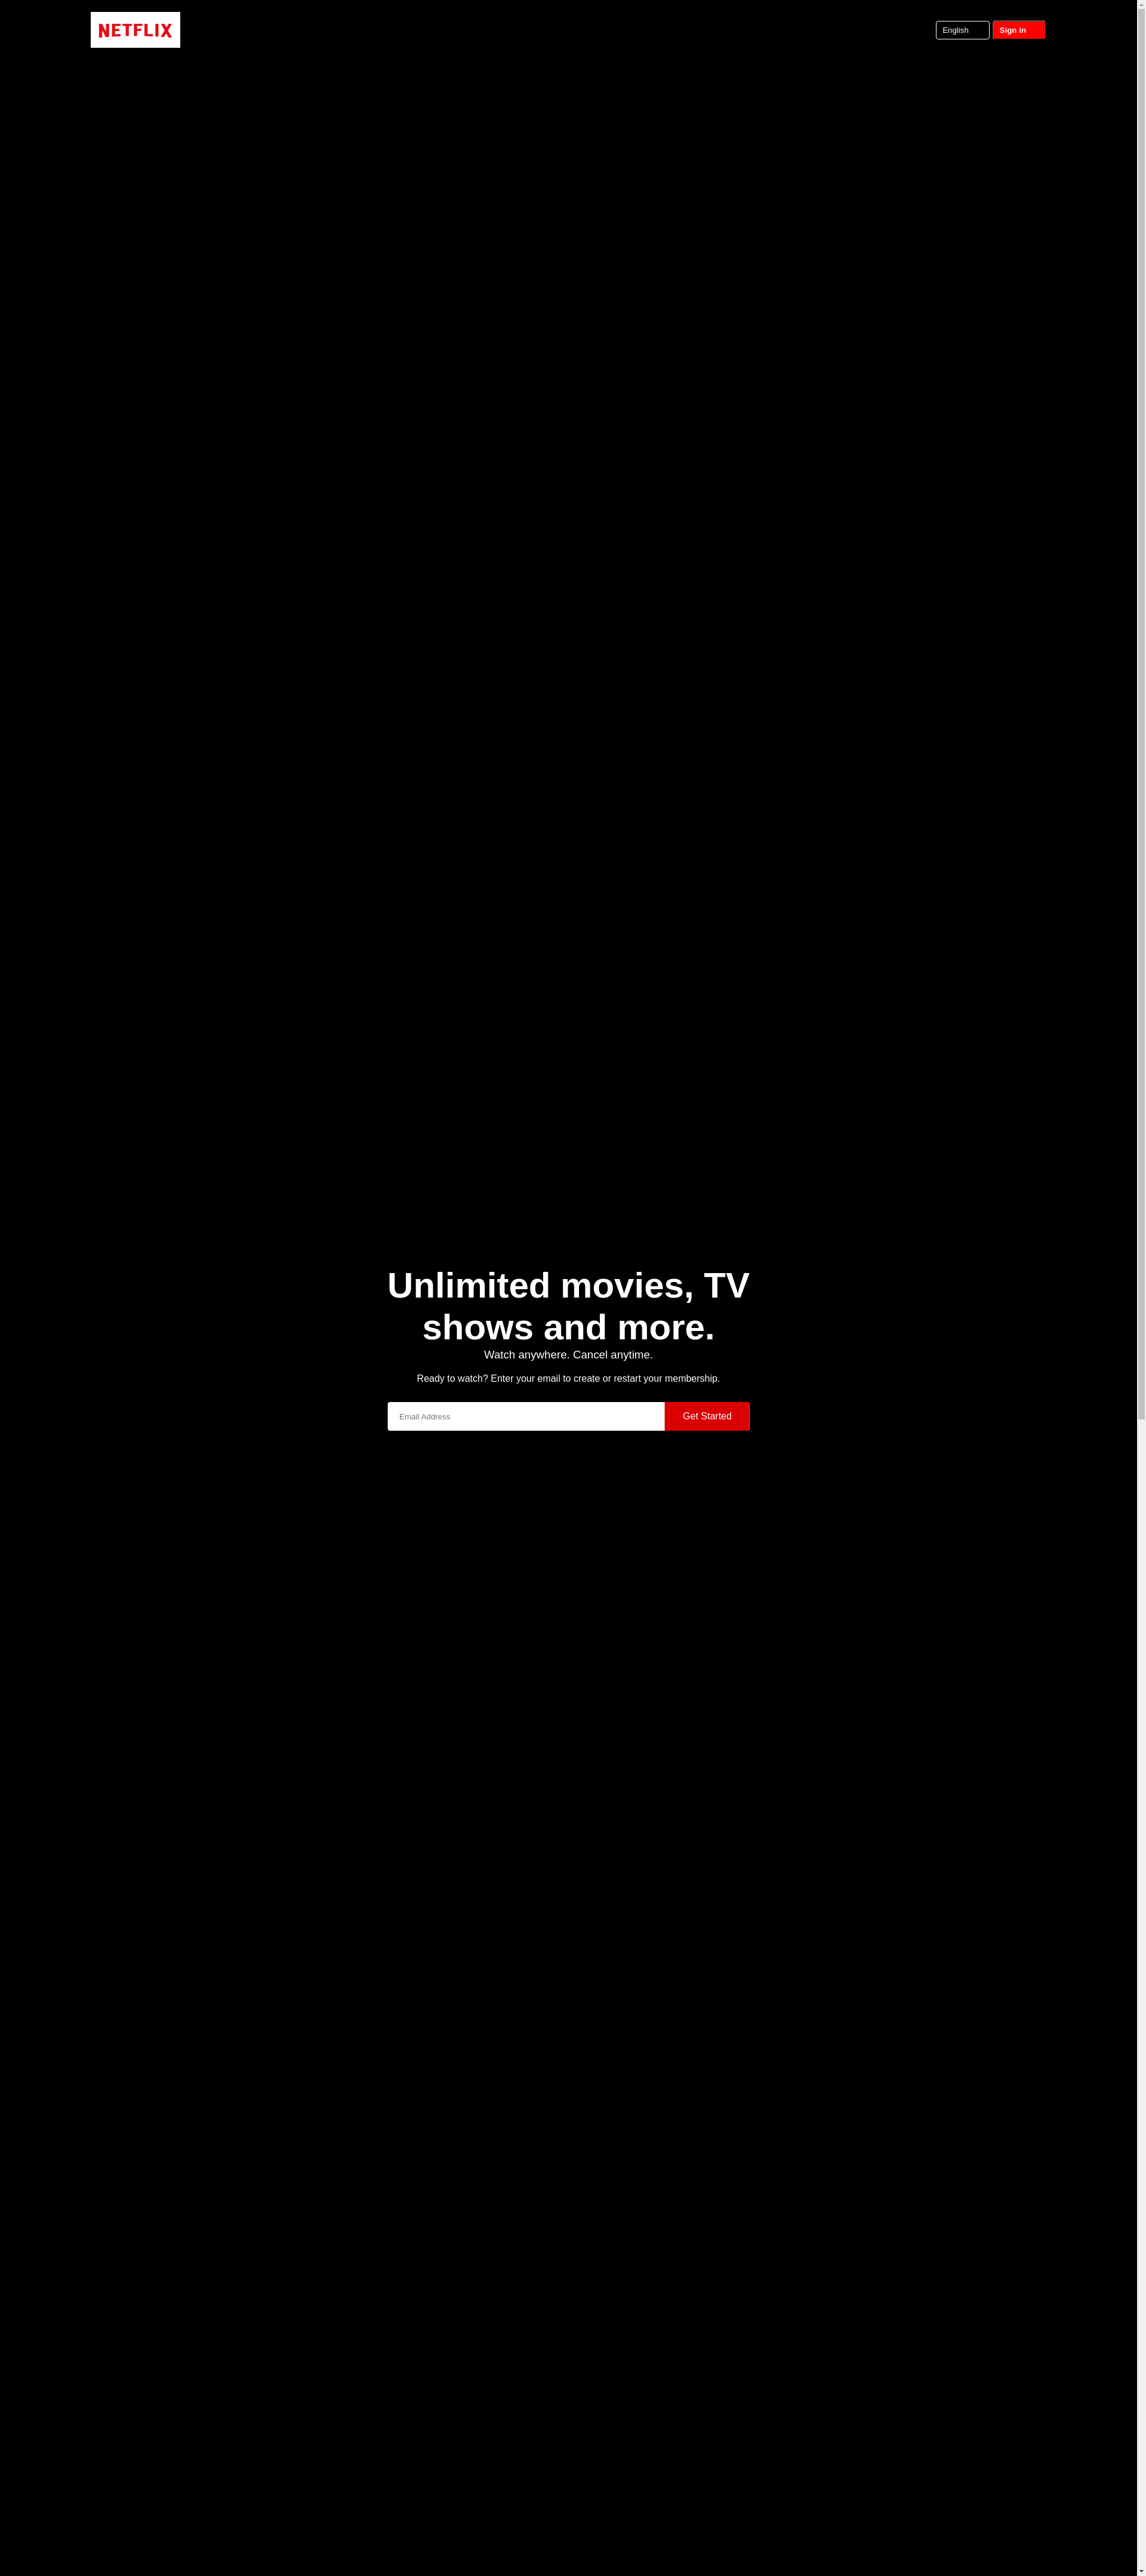 NETFLIX
English
Sign in
Unlimited movies, TV
shows and more.
Watch anywhere. Cancel anytime.
Ready to watch? Enter your email to create or restart your membership.
Email Address
Get Started